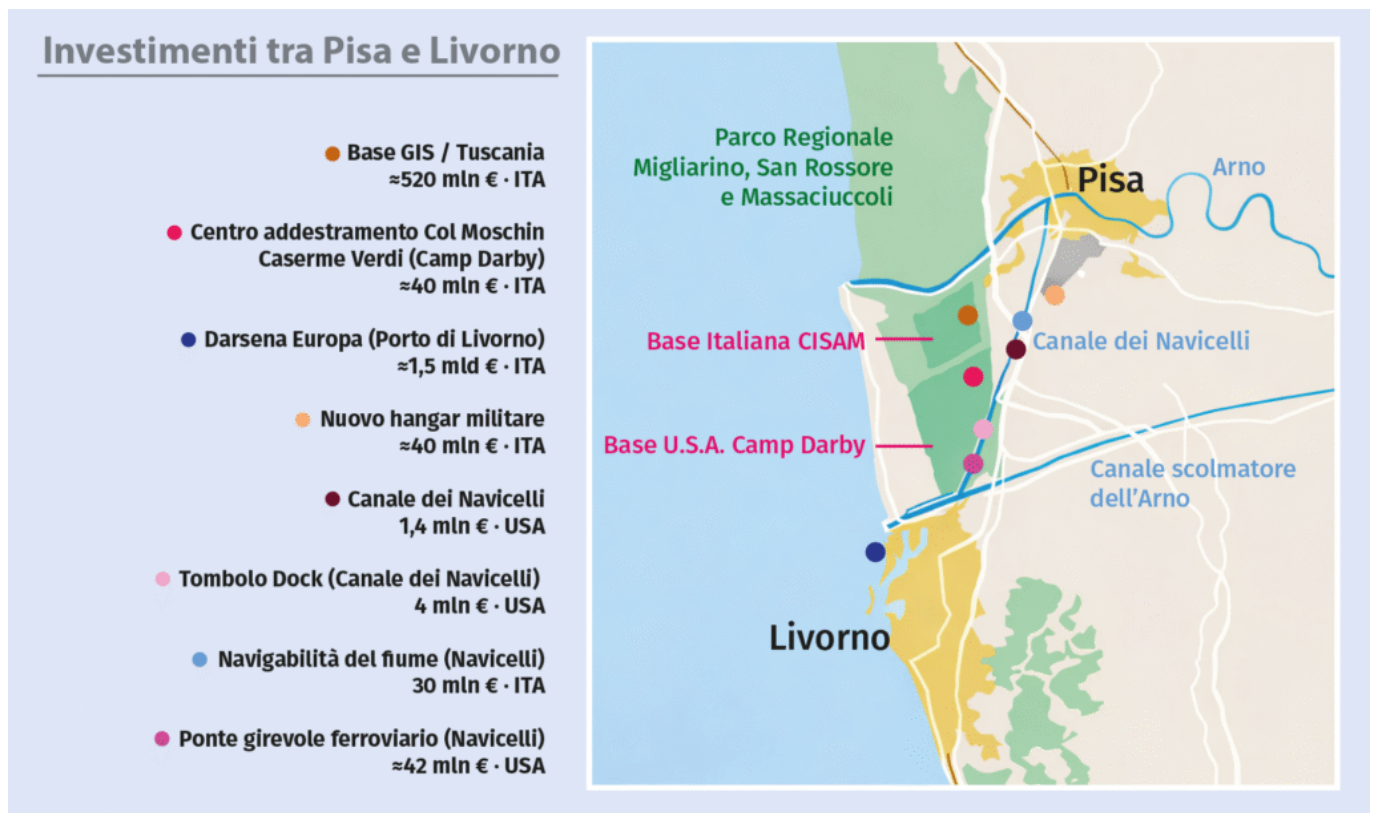 Investimenti tra Pisa e Livorno
Base GIS / Tuscania
≈520 mln € · ITA
Centro addestramento Col Moschin
Caserme Verdi (Camp Darby)
≈40 mln € · ITA
Darsena Europa (Porto di Livorno)
≈1,5 mld € · ITA
Nuovo hangar militare
≈40 mln € · ITA
Canale dei Navicelli
1,4 mln € · USA
Tombolo Dock (Canale dei Navicelli)
4 mln € · USA
Navigabilità del fiume (Navicelli)
30 mln € · ITA
Ponte girevole ferroviario (Navicelli)
≈42 mln € · USA
Parco Regionale
Migliarino, San Rossore
e Massaciuccoli
Pisa
Arno
Base Italiana CISAM
Canale dei Navicelli
Base U.S.A. Camp Darby
Canale scolmatore
dell'Arno
Livorno